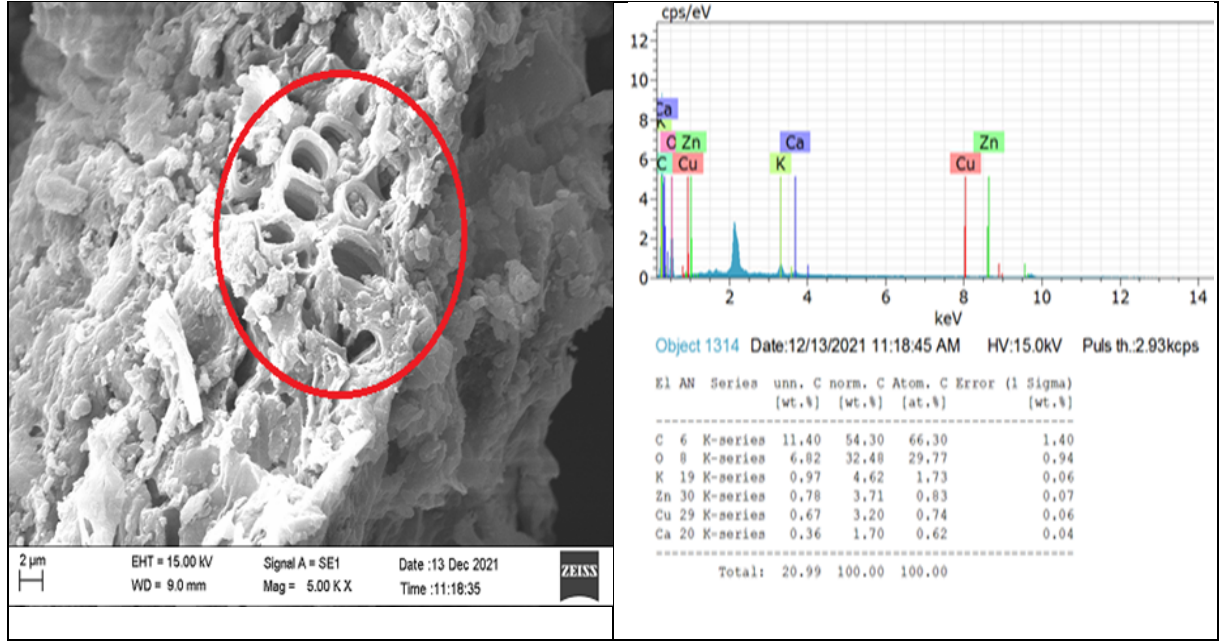 2 µm
EHT = 15.00 kV
Signal A = SE1
Date :13 Dec 2021
WD = 9.0 mm
Mag = 5.00 K X
Time :11:18:35
ZEISS
cps/eV
12
10
8
6
4
2
0
Ca
K
O Zn
C Cu
Ca
K
Zn
Cu
2 4 6 8 10 12 14
keV
Object 1314 Date:12/13/2021 11:18:45 AM HV:15.0kV Puls th.:2.93kcps
El AN Series unn. C norm. C Atom. C Error (1 Sigma)
[wt.%] [wt.%] [at.%] [wt.%]
C 6 K-series 11.40 54.30 66.30 1.40
O 8 K-series 6.82 32.48 29.77 0.94
K 19 K-series 0.97 4.62 1.73 0.06
Zn 30 K-series 0.78 3.71 0.83 0.07
Cu 29 K-series 0.67 3.20 0.74 0.06
Ca 20 K-series 0.36 1.70 0.62 0.04
Total: 20.99 100.00 100.00